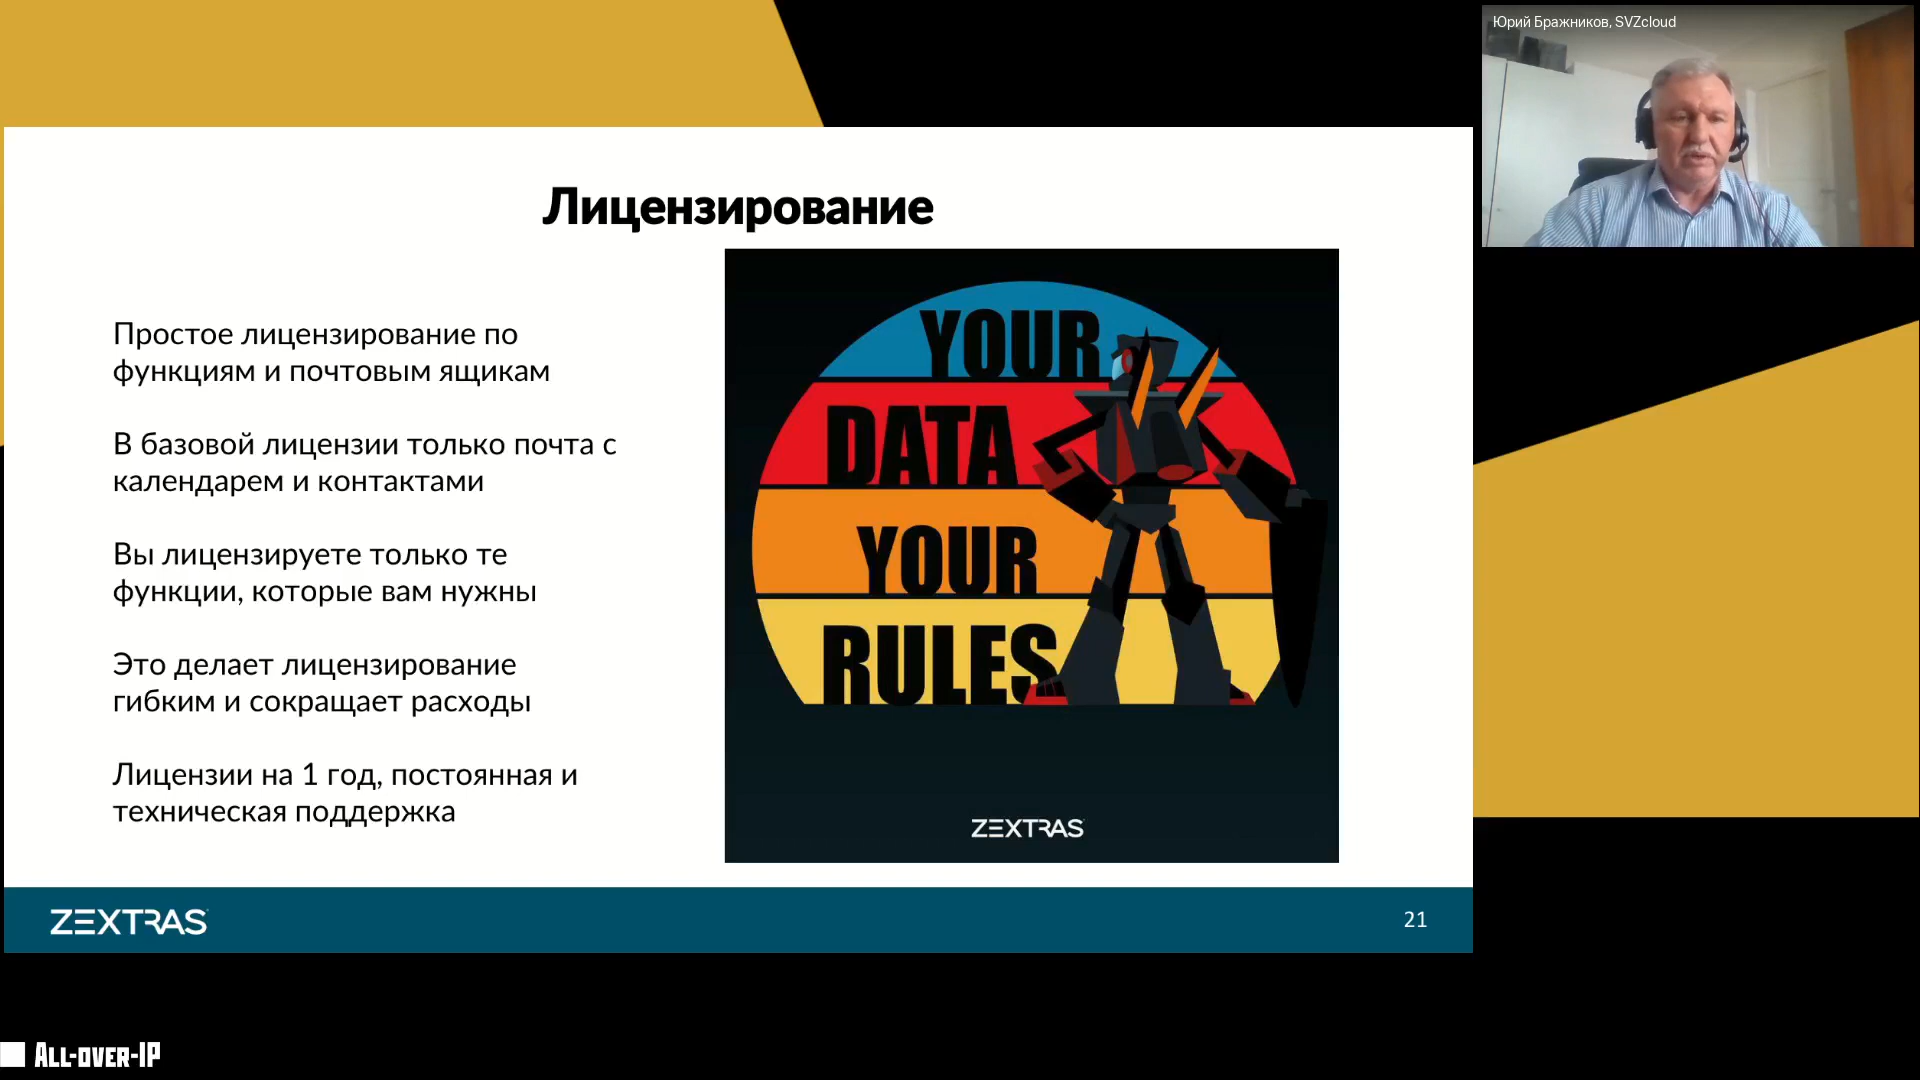 Юрий Бражников, SVZcloud
Лицензирование
Простое лицензирование по
функциям и почтовым ящикам
В базовой лицензии только почта с
календарем и контактами
Вы лицензируете только те
функции, которые вам нужны
Это делает лицензирование
гибким и сокращает расходы
Лицензии на 1 год, постоянная и
техническая поддержка
YOUR
DATA
YOUR
RULES
ZEXTRAS
ZEXTRAS
21
ALL-OVER-IP